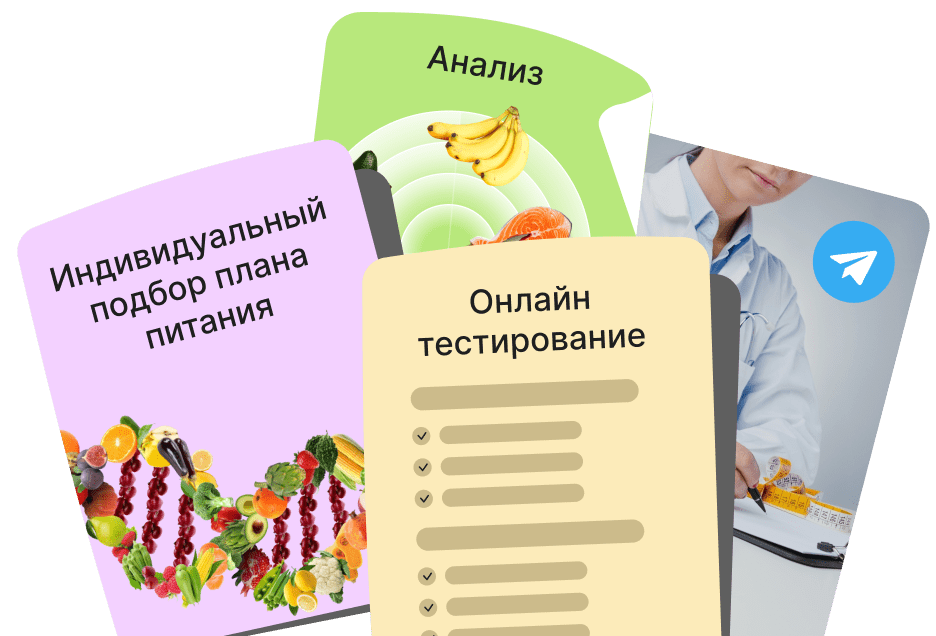 Анализ
Индивидуальный
подбор плана
питания
Онлайн
тестирование